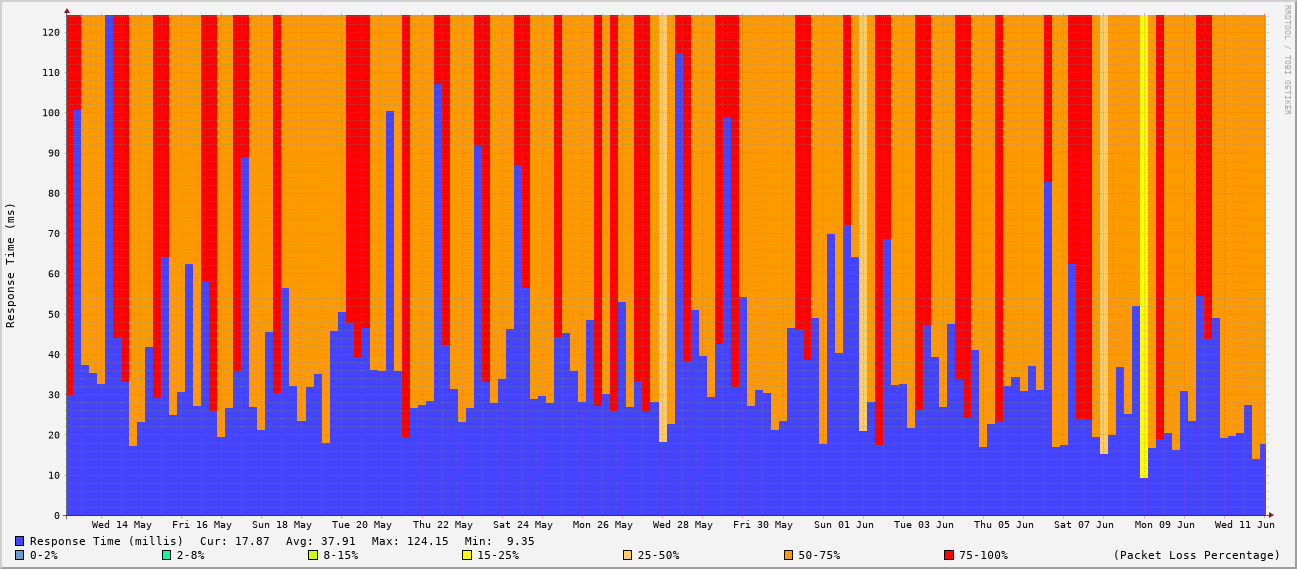 RRDTOOL / TOBI OETIKER
Response Time (ms)
120
110
100
90
80
70
60
50
40
30
20
10
0
Wed 14 May Fri 16 May Sun 18 May Tue 20 May Thu 22 May Sat 24 May Mon 26 May Wed 28 May Fri 30 May Sun 01 Jun Tue 03 Jun Thu 05 Jun Sat 07 Jun Mon 09 Jun Wed 11 Jun
Response Time (millis) Cur: 17.87 Avg: 37.91 Max: 124.15 Min: 9.35
0-2% 2-8% 8-15% 15-25% 25-50% 50-75% 75-100% (Packet Loss Percentage)